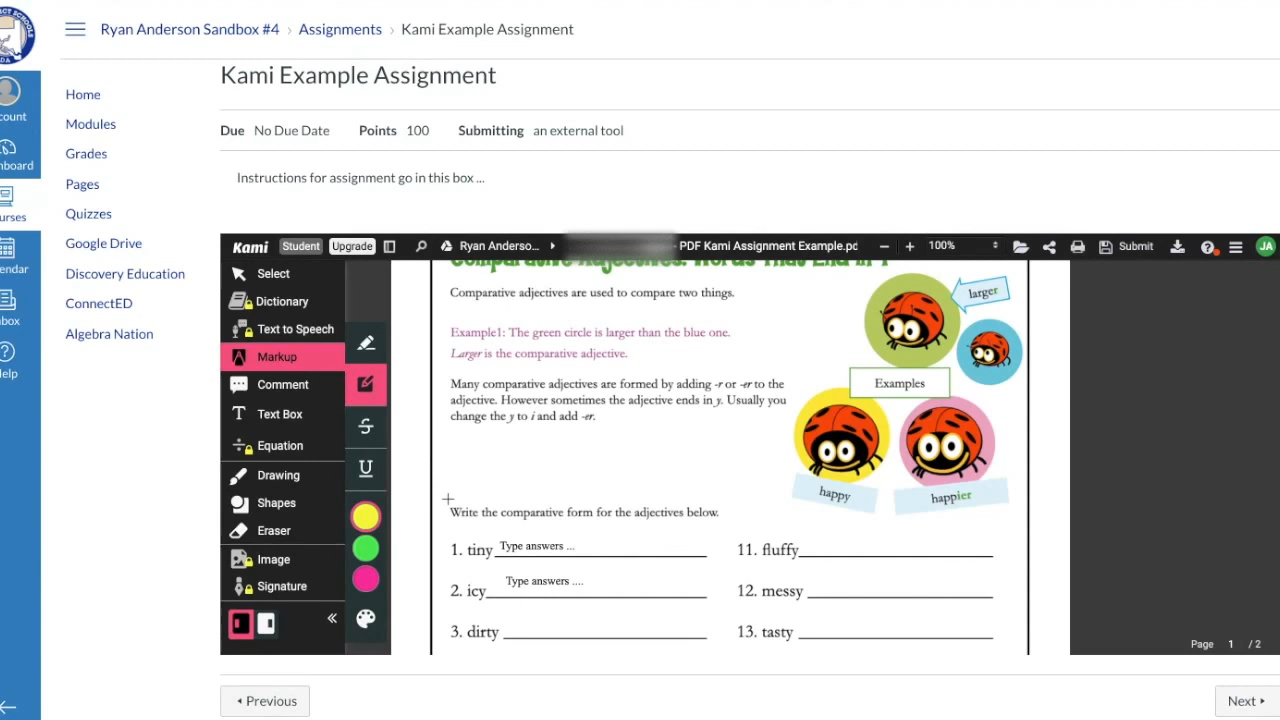 Ryan Anderson Sandbox #4 › Assignments › Kami Example Assignment
Kami Example Assignment
Home
Modules
Grades
Pages
Quizzes
Google Drive
Discovery Education
ConnectED
Algebra Nation
Due No Due Date Points 100 Submitting an external tool
Instructions for assignment go in this box ...
Kami Student Upgrade Ryan Anderso... PDF Kami Assignment Example.pd 100% Submit JA
Select
Dictionary
Text to Speech
Markup
Comment
Text Box
Equation
Drawing
Shapes
Eraser
Image
Signature
Comparative Adjectives: Words That End in Y
Comparative adjectives are used to compare two things.
Example1: The green circle is larger than the blue one.
Larger is the comparative adjective.
Many comparative adjectives are formed by adding -r or -er to the
adjective. However sometimes the adjective ends in y. Usually you
change the y to i and add -er.
larger
Examples
happy
happier
Write the comparative form for the adjectives below.
1. tiny Type answers ...
2. icy Type answers ....
3. dirty
11. fluffy
12. messy
13. tasty
Page 1 / 2
Previous
Next